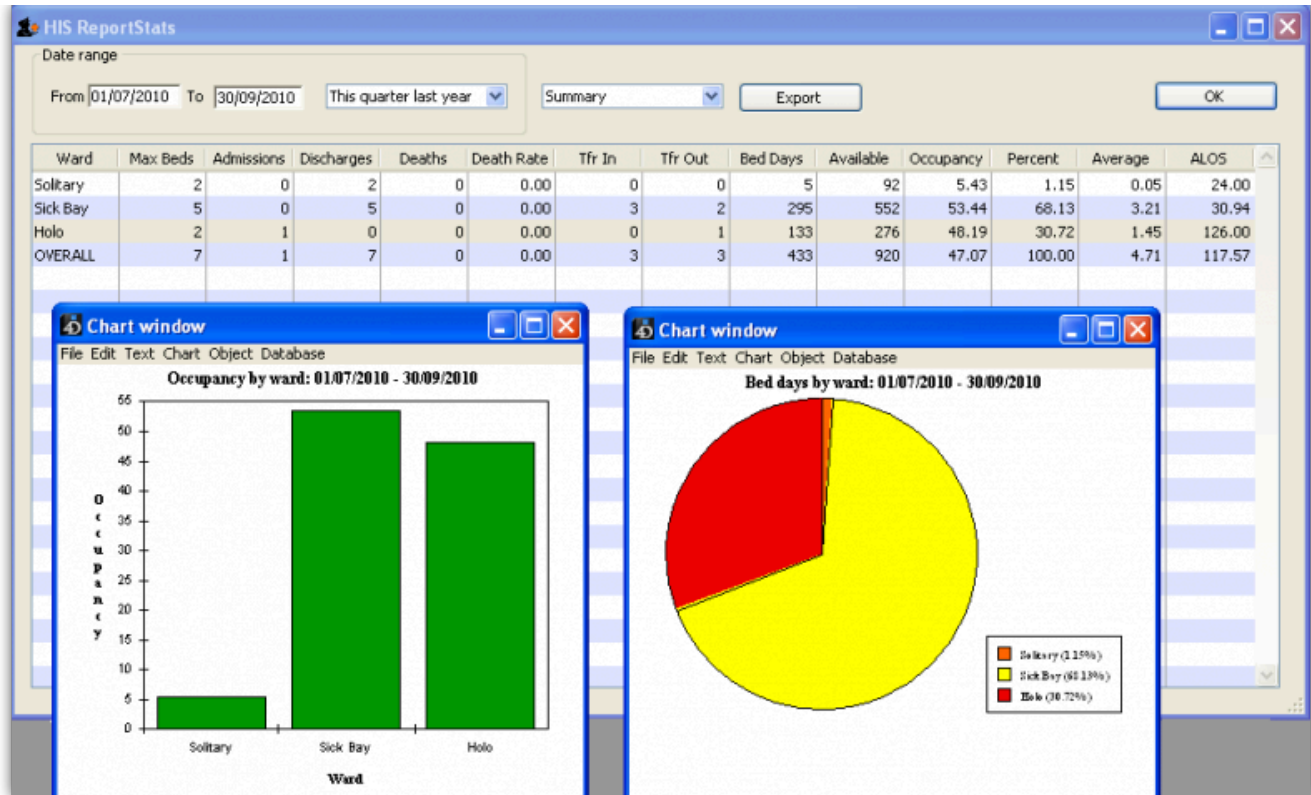 HIS ReportStats
Date range
From 01/07/2010 To 30/09/2010 This quarter last year Summary Export OK
Ward Max Beds Admissions Discharges Deaths Death Rate Tfr In Tfr Out Bed Days Available Occupancy Percent Average ALOS
Solitary 2 0 2 0 0.00 0 0 5 92 5.43 1.15 0.05 24.00
Sick Bay 5 0 5 0 0.00 3 2 295 552 53.44 68.13 3.21 30.94
Holo 2 1 0 0 0.00 0 1 133 276 48.19 30.72 1.45 126.00
OVERALL 7 1 7 0 0.00 3 3 433 920 47.07 100.00 4.71 117.57
Chart window
File Edit Text Chart Object Database
Occupancy by ward: 01/07/2010 - 30/09/2010
55
50
45
40
35
30
25
20
15
10
5
0
Occupancy
Solitary Sick Bay Holo
Ward
Chart window
File Edit Text Chart Object Database
Bed days by ward: 01/07/2010 - 30/09/2010
Solitary (1.15%)
Sick Bay (68.13%)
Holo (30.72%)